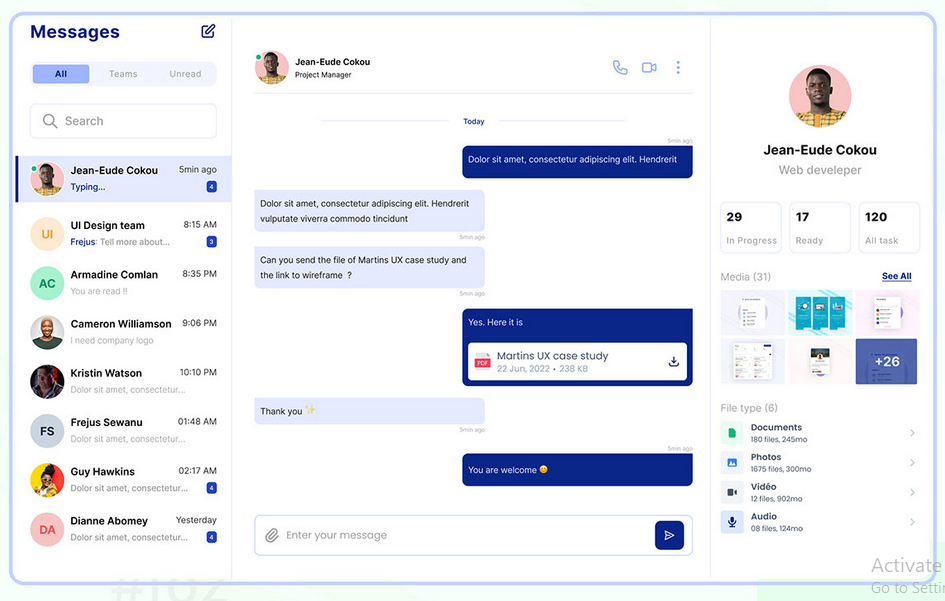 Messages
All
Teams
Unread
Search
Jean-Eude Cokou
5min ago
Typing...
4
UI
UI Design team
8:15 AM
Frejus: Tell more about...
3
AC
Armadine Comlan
8:35 PM
You are read !!
Cameron Williamson
9:06 PM
I need company logo
Kristin Watson
10:10 PM
Dolor sit amet, consectetur...
FS
Frejus Sewanu
01:48 AM
Dolor sit amet, consectetur...
Guy Hawkins
02:17 AM
Dolor sit amet, consectetur...
4
DA
Dianne Abomey
Yesterday
Dolor sit amet, consectetur...
4
Jean-Eude Cokou
Project Manager
Today
5min ago
Dolor sit amet, consectetur adipiscing elit. Hendrerit
Dolor sit amet, consectetur adipiscing elit. Hendrerit
vulputate viverra commodo tincidunt
5min ago
Can you send the file of Martins UX case study and
the link to wireframe ?
5min ago
Yes. Here it is
PDF
Martins UX case study
22 Jun, 2022 • 238 KB
Thank you ✨
5min ago
5min ago
You are welcome 😀
Enter your message
Jean-Eude Cokou
Web develeper
29
In Progress
17
Ready
120
All task
Media (31)
See All
+26
File type (6)
Documents
180 files, 245mo
Photos
1675 files, 300mo
Vidéo
12 files, 902mo
Audio
08 files, 124mo
Activate
Go to Settin